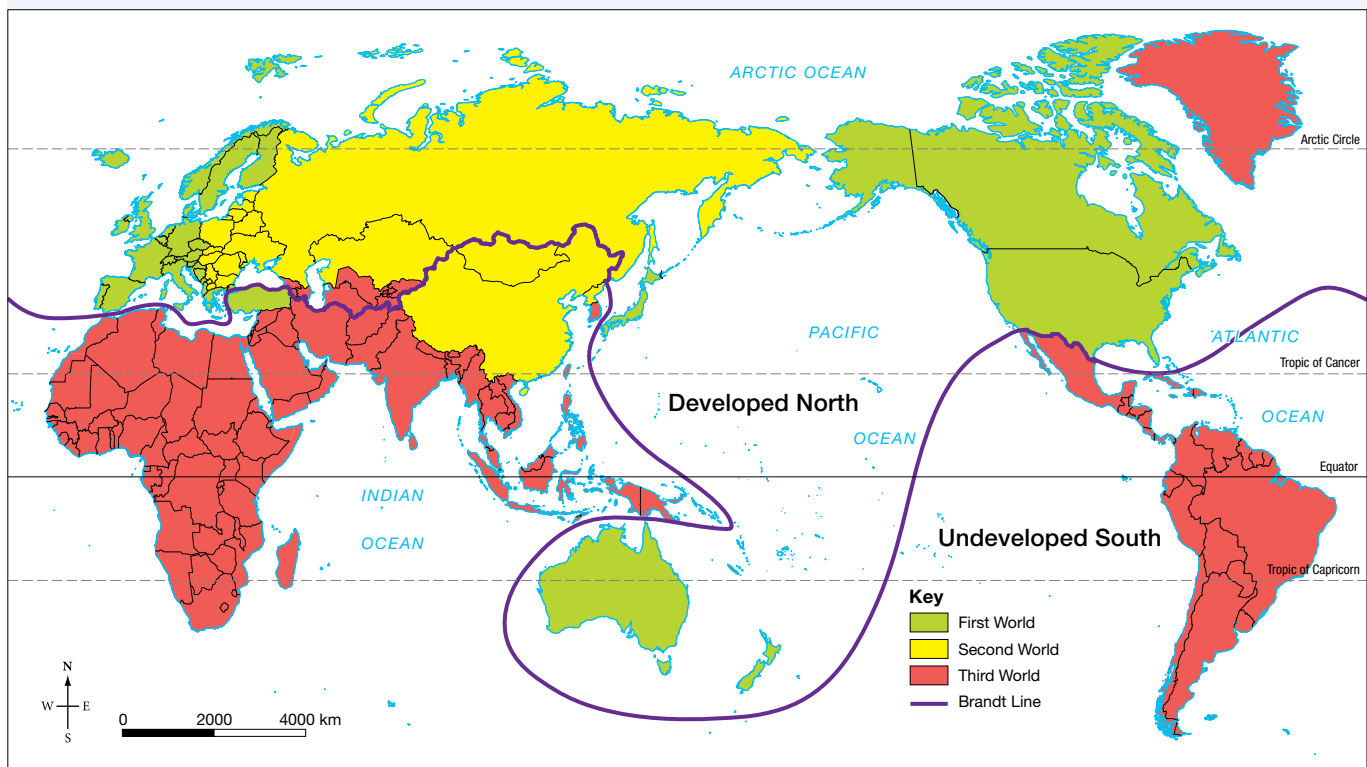 ARCTIC OCEAN
Arctic Circle
PACIFIC
ATLANTIC
Tropic of Cancer
Developed North
OCEAN
OCEAN
Equator
INDIAN
OCEAN
Undeveloped South
Tropic of Capricorn
Key
First World
Second World
Third World
Brandt Line
N
W E
S
0 2000 4000 km